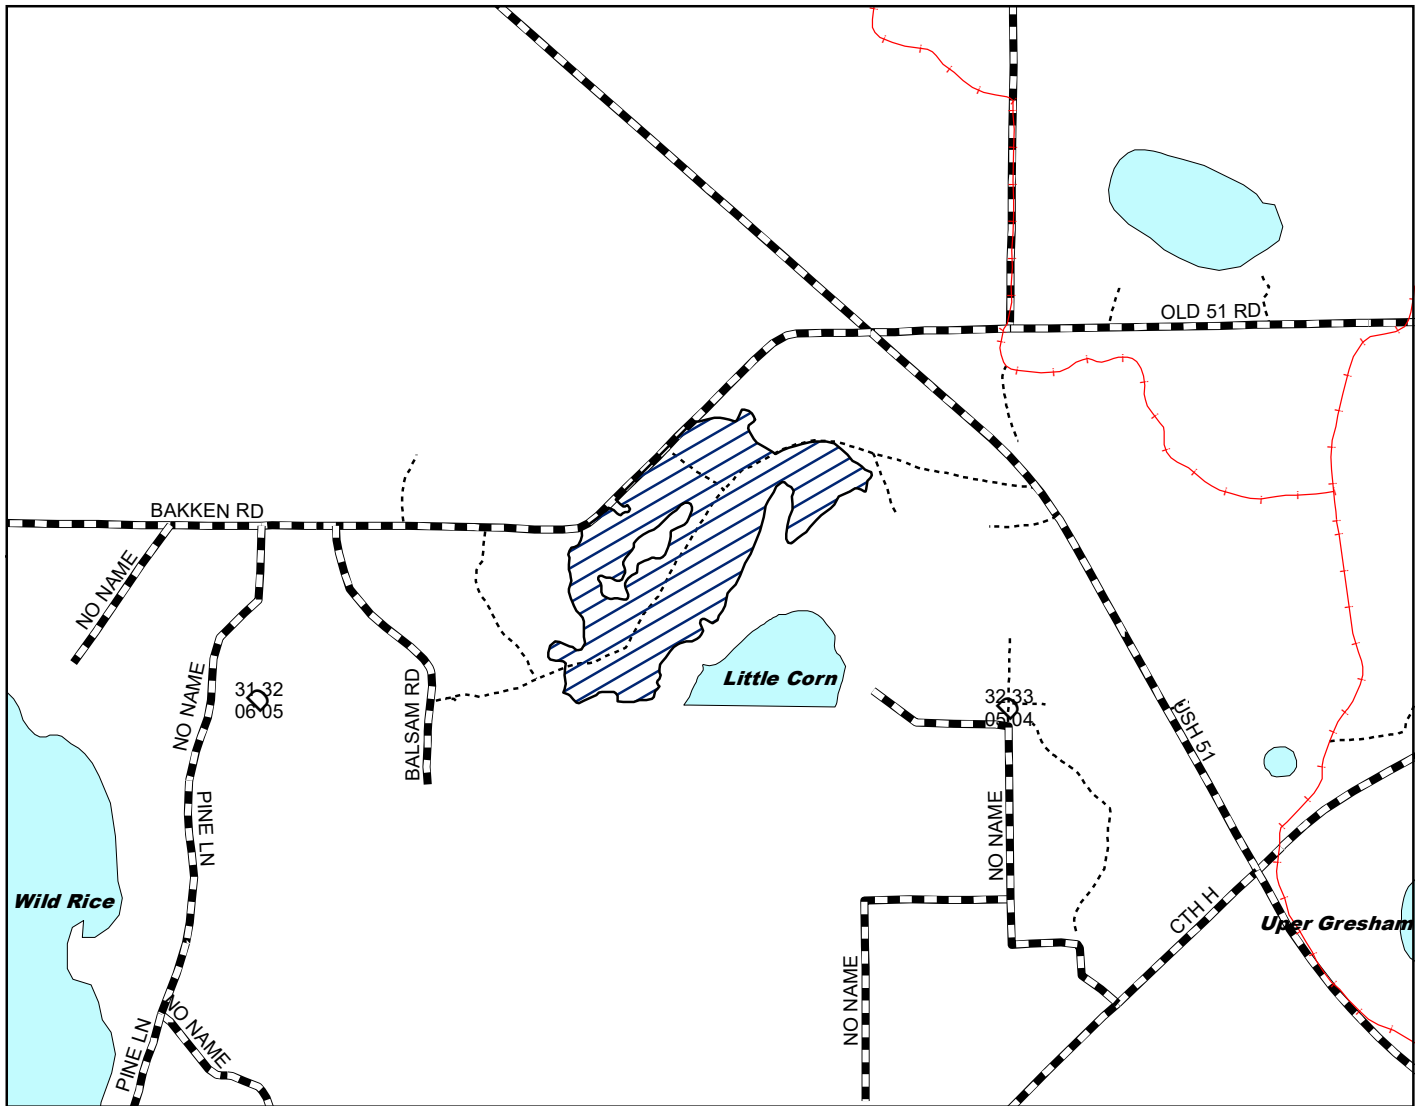 OLD 51 RD
BAKKEN RD
NO NAME
NO NAME
31 32
06 05
BALSAM RD
Little Corn
32 33
05 04
USH 51
PINE LN
NO NAME
Wild Rice
CTH H
Uper Gresham
NO NAME
NO NAME
PINE LN